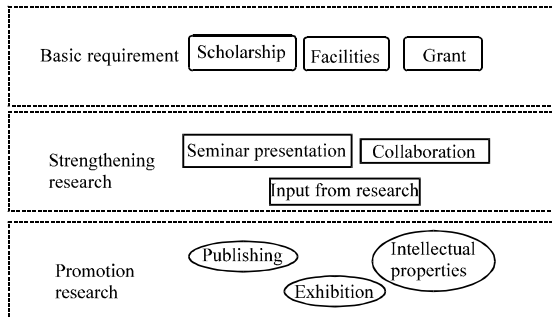 Basic requirement
Scholarship
Facilities
Grant
Strengthening
research
Seminar presentation
Collaboration
Input from research
Promotion
research
Publishing
Exhibition
Intellectual
properties